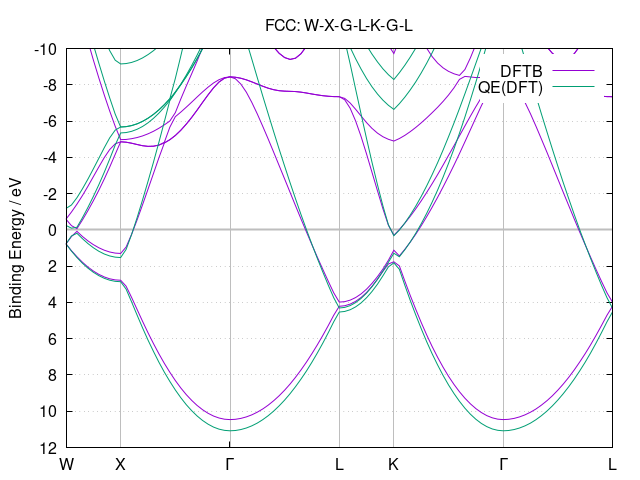 FCC: W-X-G-L-K-G-L
DFTB
QE(DFT)
Binding Energy / eV
-10
-8
-6
-4
-2
0
2
4
6
8
10
12
W X Γ L K Γ L